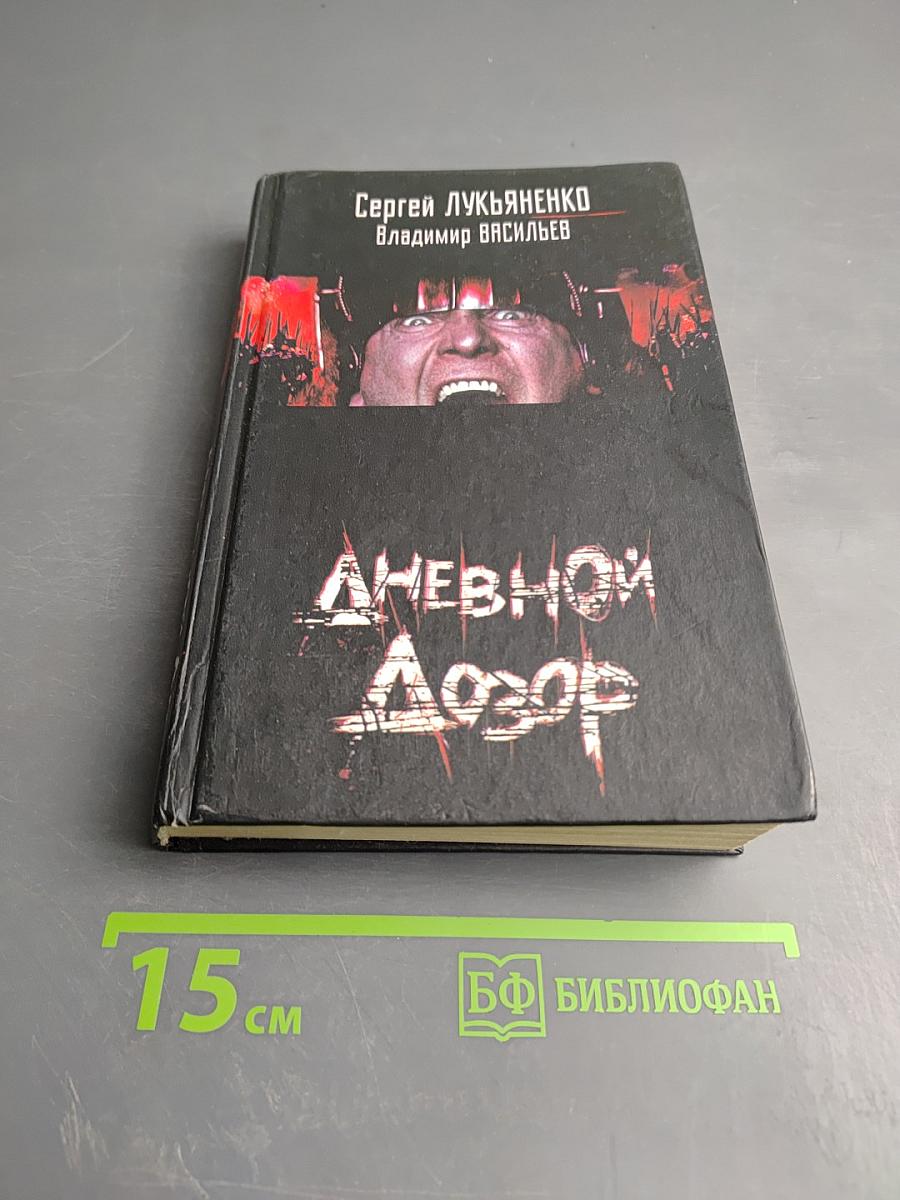 Сергей ЛУКЬЯНЕНКО
Владимир ВАСИЛЬЕВ
ДНЕВНОЙ
ДОЗОР
15 см
БФ БИБЛИОФАН